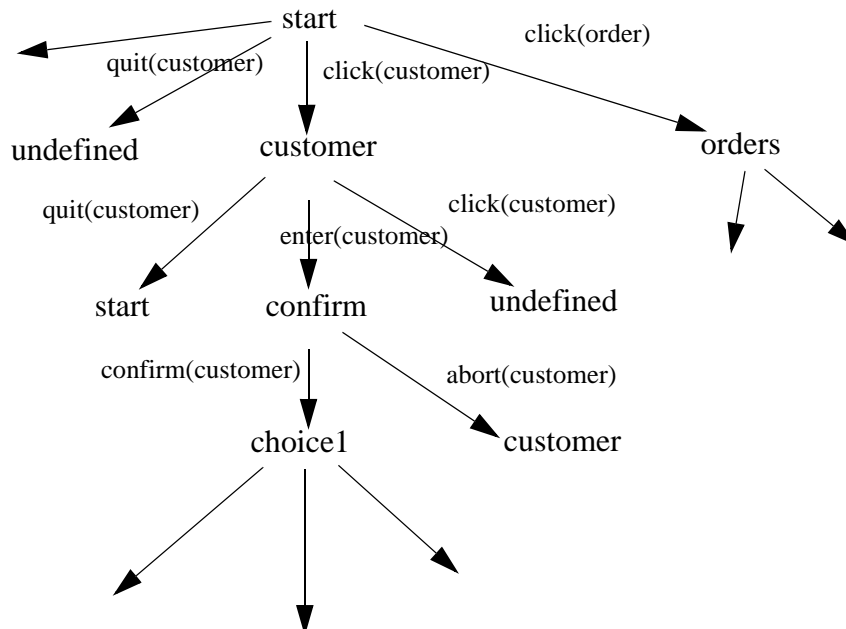 start
click(order)
quit(customer)
click(customer)
undefined
customer
orders
quit(customer)
click(customer)
enter(customer)
start
confirm
undefined
confirm(customer)
abort(customer)
choice1
customer